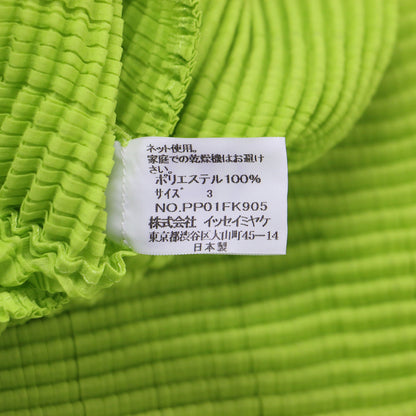 ネット使用。
家庭での乾燥機はお避け
さい。
ポリエステル100%
サイズ 3
NO.PP01FK905
株式会社 イッセイミヤケ
東京都渋谷区大山町45—14
日本製